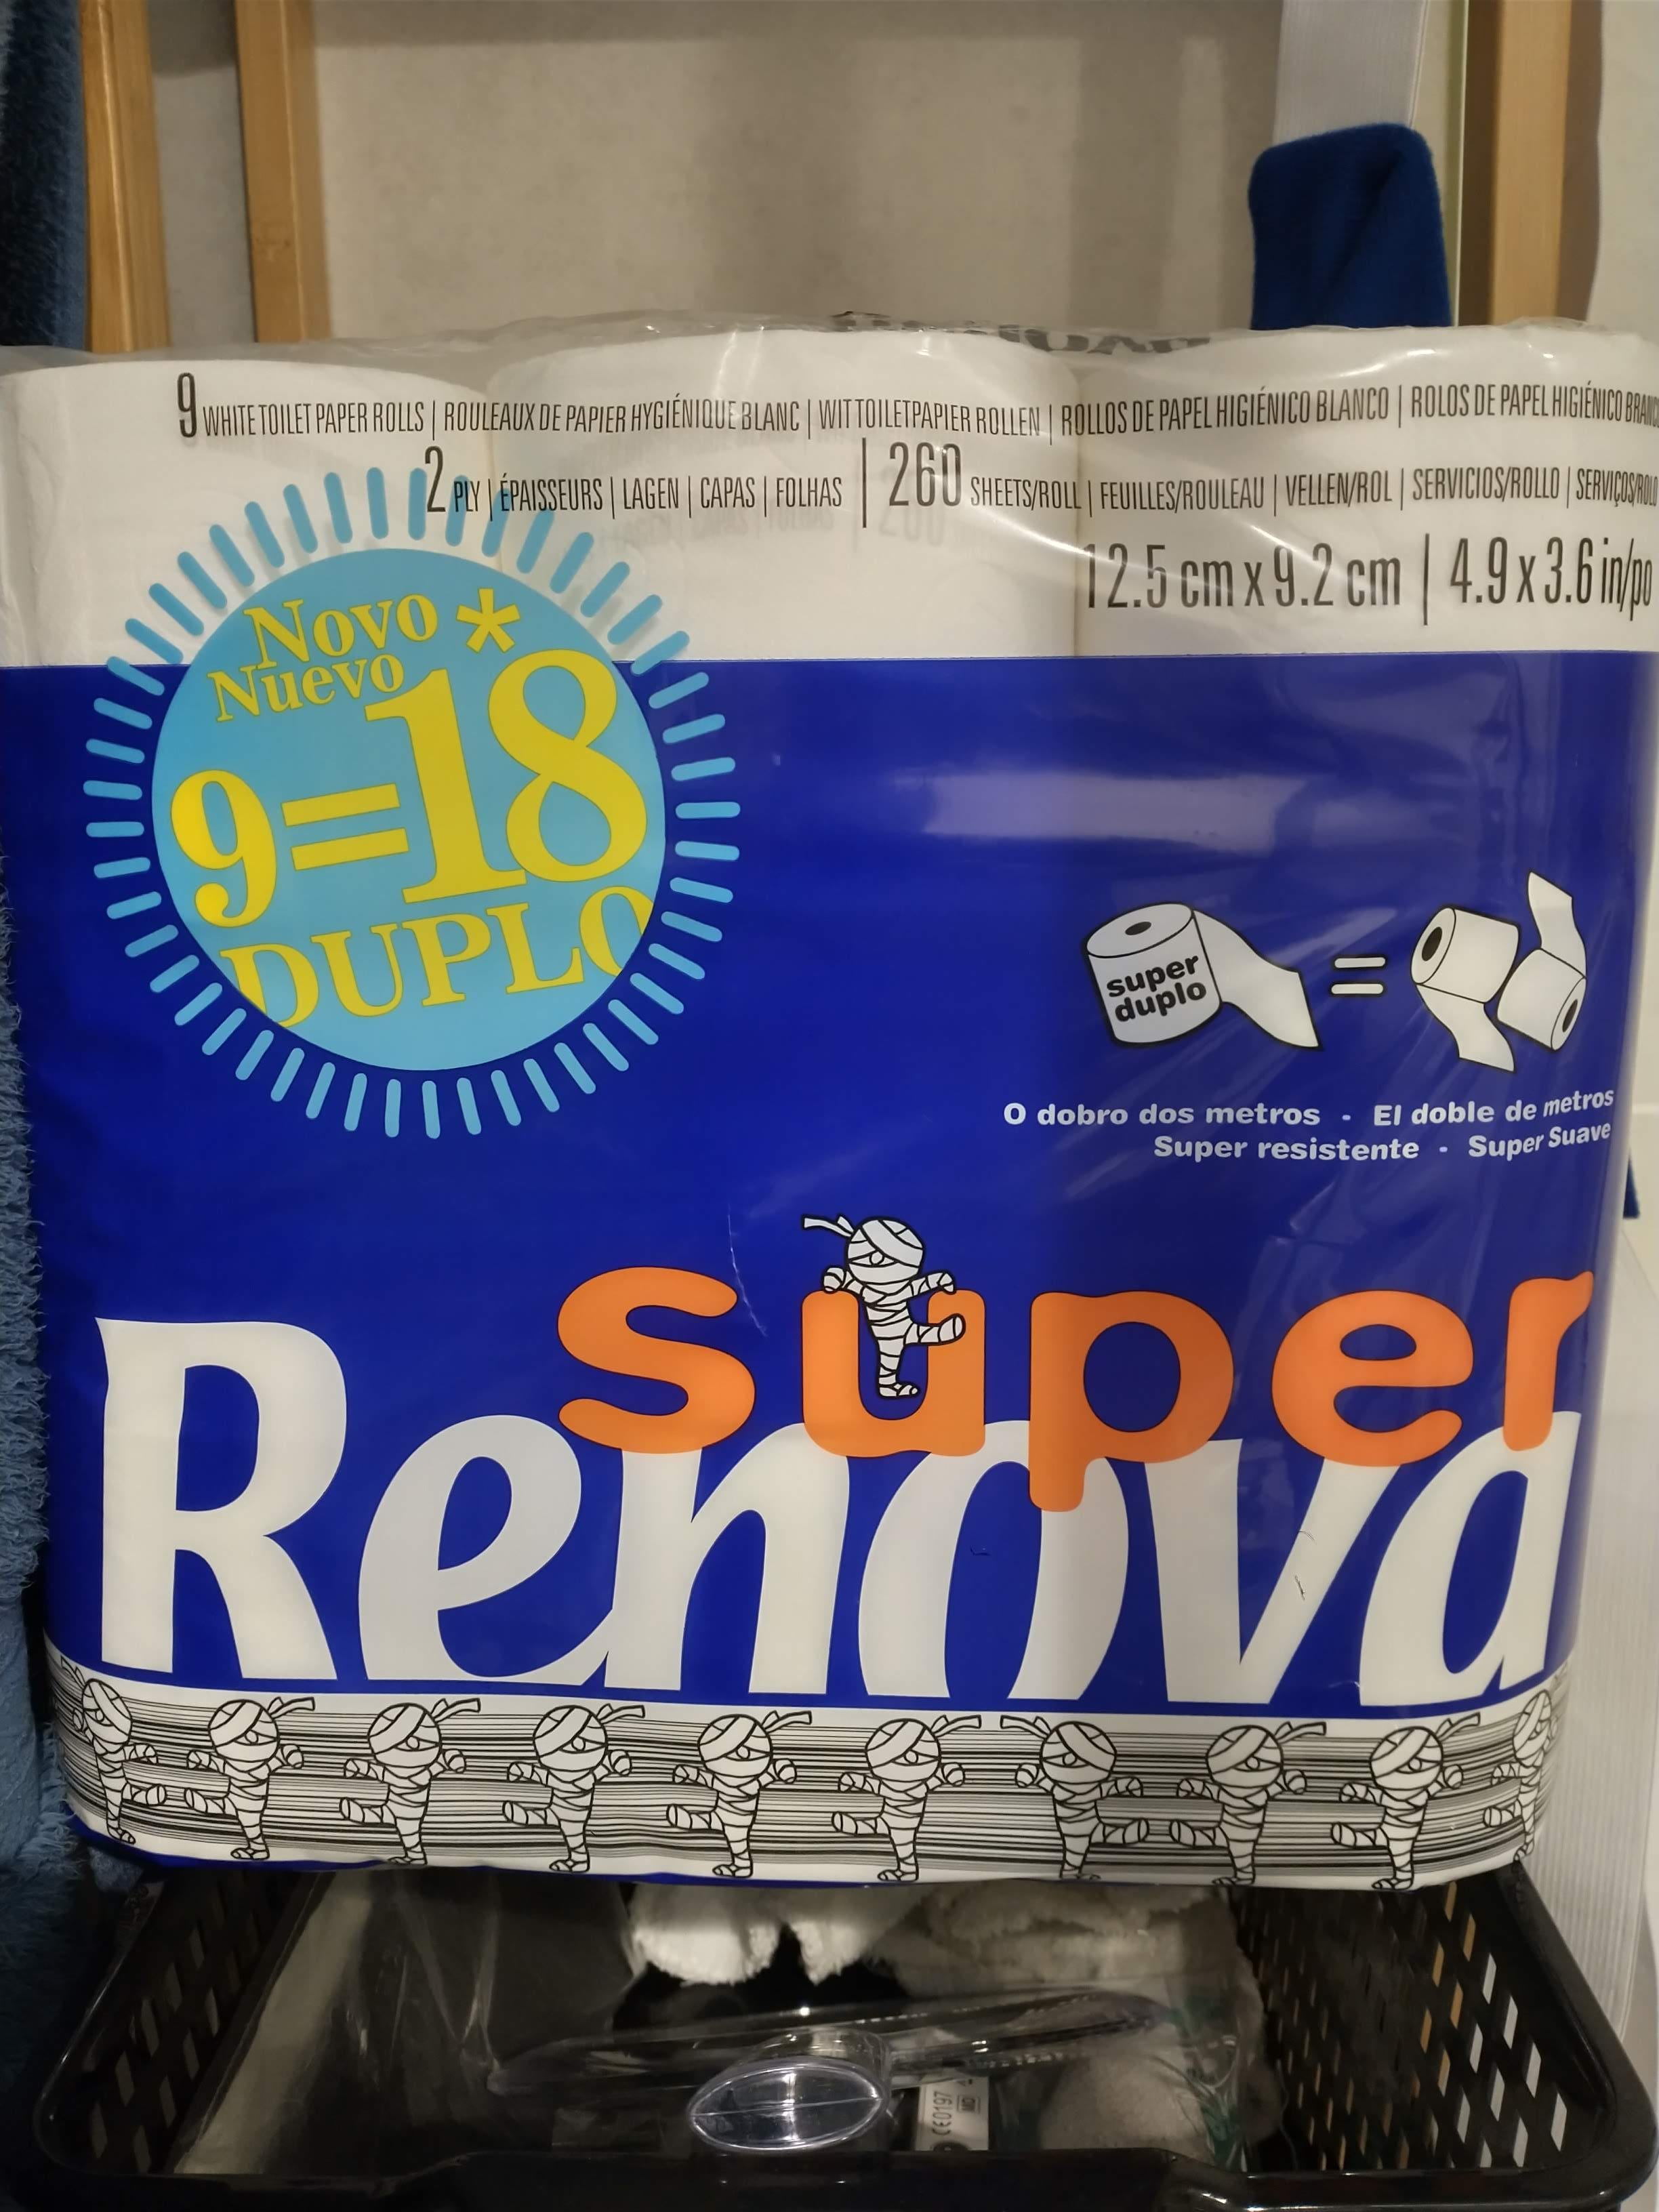 9 WHITE TOILET PAPER ROLLS | ROULEAUX DE PAPIER HYGIÉNIQUE BLANC | WIT TOILETPAPIER ROLLEN | ROLLOS DE PAPEL HIGIÉNICO BLANCO | ROLOS DE PAPEL HIGIÉNICO
2 PLY | ÉPAISSEURS | LAGEN | CAPAS | FOLHAS | 260 SHEETS/ROLL | FEUILLES/ROULEAU | VELLEN/ROL | SERVICIOS/ROLLO |
12.5 cm x 9.2 cm | 4.9 x 3.6 in/po
Novo *
Nuevo
9=18
DUPLO
super
duplo
=
O dobro dos metros - El doble de metros
Super resistente - Super Suave
super
Renova
CE0197
MD